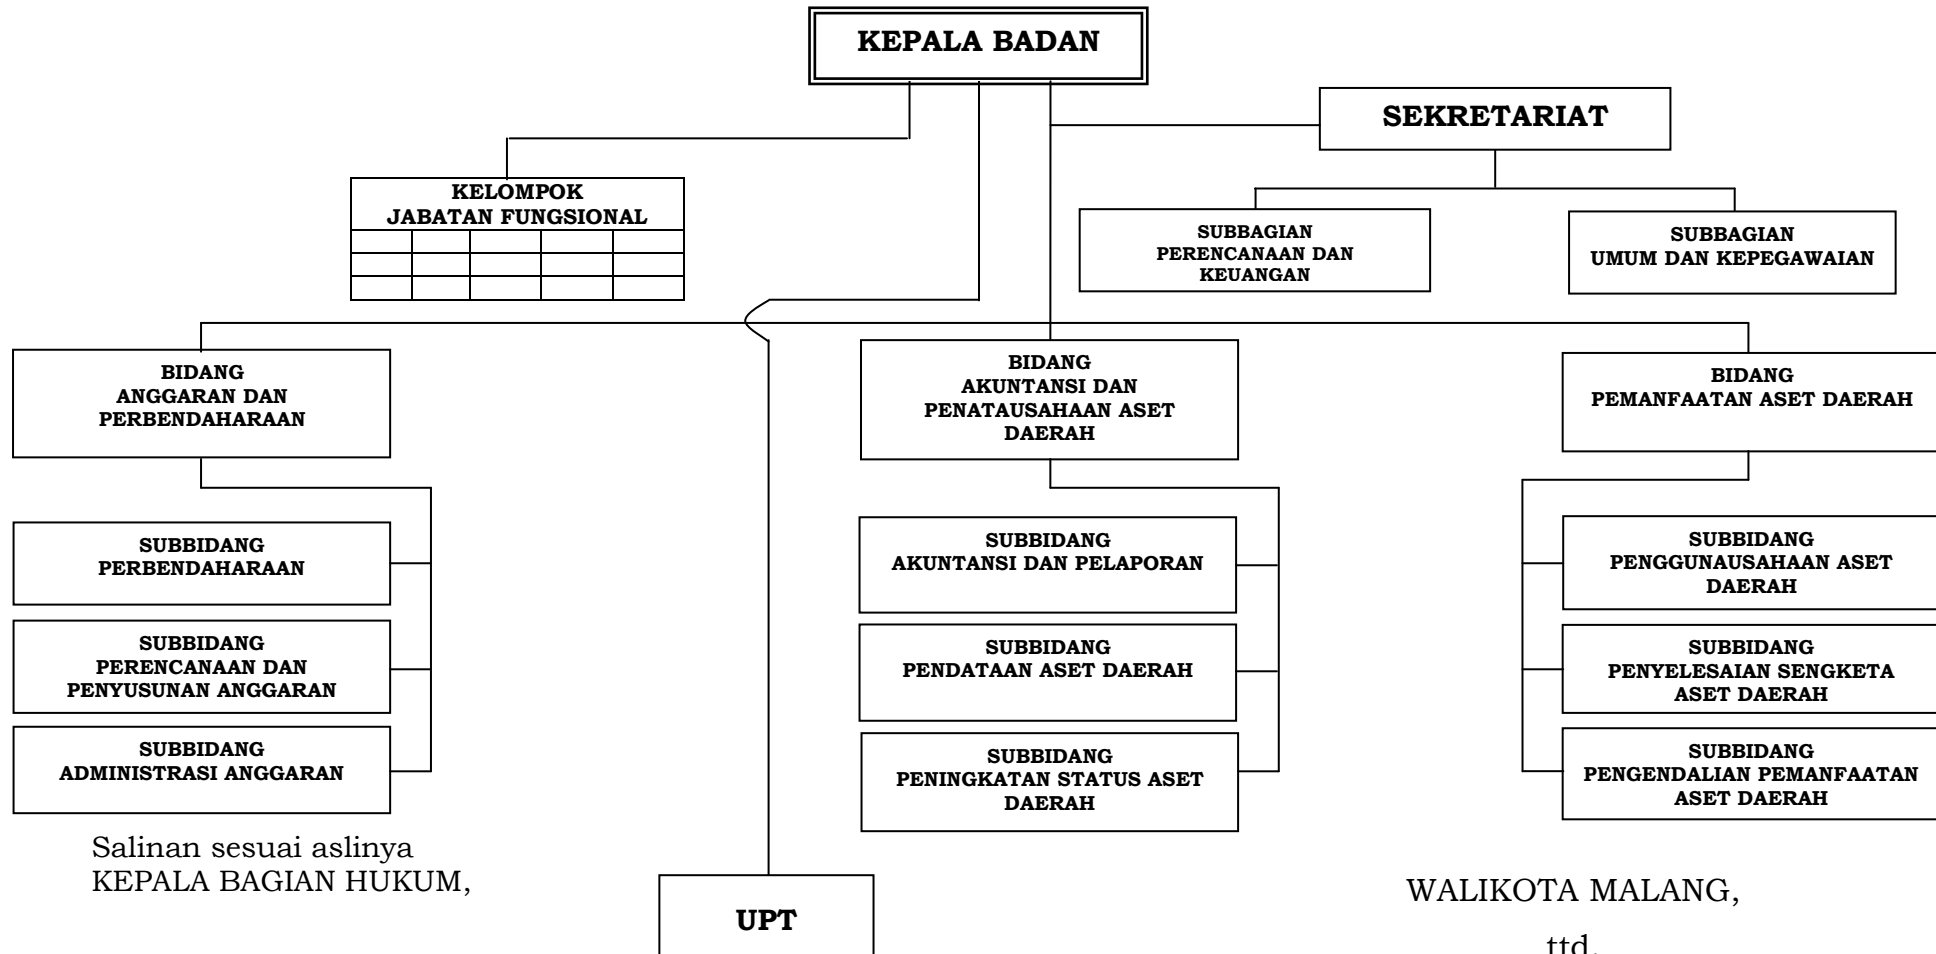 KEPALA BADAN
SEKRETARIAT
KELOMPOK
JABATAN FUNGSIONAL
SUBBAGIAN
PERENCANAAN DAN
KEUANGAN
SUBBAGIAN
UMUM DAN KEPEGAWAIAN
BIDANG
ANGGARAN DAN
PERBENDAHARAAN
BIDANG
AKUNTANSI DAN
PENATAUSAHAAN ASET
DAERAH
BIDANG
PEMANFAATAN ASET DAERAH
SUBBIDANG
PERBENDAHARAAN
SUBBIDANG
PERENCANAAN DAN
PENYUSUNAN ANGGARAN
SUBBIDANG
ADMINISTRASI ANGGARAN
SUBBIDANG
AKUNTANSI DAN PELAPORAN
SUBBIDANG
PENDATAAN ASET DAERAH
SUBBIDANG
PENINGKATAN STATUS ASET
DAERAH
SUBBIDANG
PENGGUNAUSAHAAN ASET
DAERAH
SUBBIDANG
PENYELESAIAN SENGKETA
ASET DAERAH
SUBBIDANG
PENGENDALIAN PEMANFAATAN
ASET DAERAH
Salinan sesuai aslinya
KEPALA BAGIAN HUKUM,
UPT
WALIKOTA MALANG,
ttd.